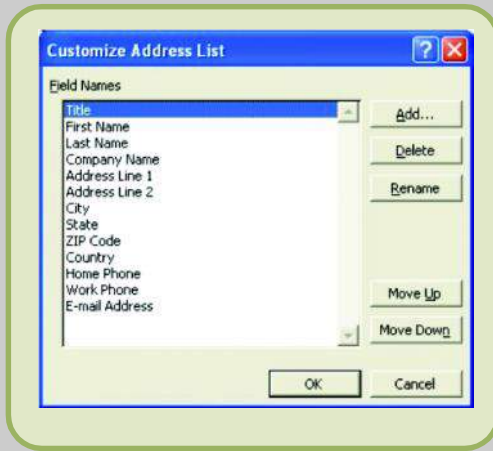 Customize Address List
Field Names
Title
First Name
Last Name
Company Name
Address Line 1
Address Line 2
City
State
ZIP Code
Country
Home Phone
Work Phone
E-mail Address
Add...
Delete
Rename
Move Up
Move Down
OK
Cancel